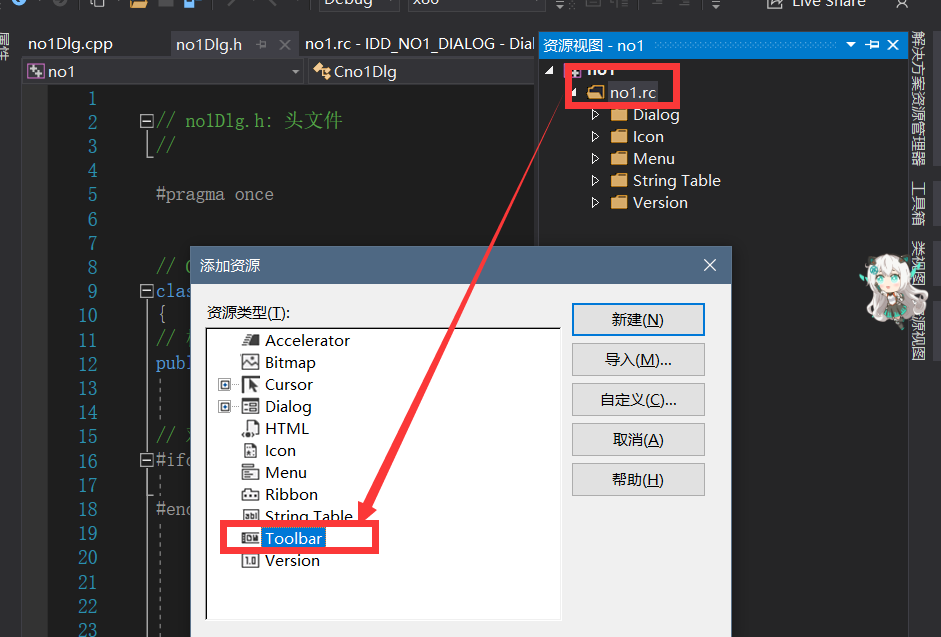 Debug
x86
Live Share
no1Dlg.cpp
no1Dlg.h
no1.rc - IDD_NO1_DIALOG - Dial
资源视图 - no1
no1
Cno1Dlg
no1
no1.rc
Dialog
Icon
Menu
String Table
Version
解决方案资源管理器
工具箱
类视图
源视图
1
2 // no1Dlg.h: 头文件
3 //
4
5 #pragma once
6
7
8 //
9 clas
10 {
11 //
12 publ
13
14
15 //
16 #ifd
17
18 #end
19
20
21
22
23
添加资源
资源类型(T):
Accelerator
Bitmap
Cursor
Dialog
HTML
Icon
Menu
Ribbon
String Table
Toolbar
Version
新建(N)
导入(M)...
自定义(C)...
取消(A)
帮助(H)